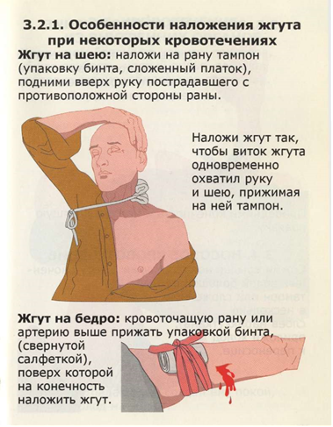 3.2.1. Особенности наложения жгута
при некоторых кровотечениях
Жгут на шею: наложи на рану тампон
(упаковку бинта, сложенный платок),
подними вверх руку пострадавшего с
противоположной стороны раны.
Наложи жгут так,
чтобы виток жгута
одновременно
охватил руку
и шею, прижимая
на ней тампон.
Жгут на бедро: кровоточащую рану или
артерию выше прижать упаковкой бинта,
(свернутой
салфеткой),
поверх которой
на конечность
наложить жгут.